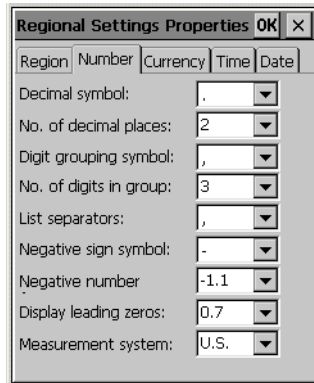 Regional Settings Properties OK ×
Region Number Currency Time Date
Decimal symbol: .
No. of decimal places: 2
Digit grouping symbol: ,
No. of digits in group: 3
List separators: ,
Negative sign symbol: -
Negative number -1.1
Display leading zeros: 0.7
Measurement system: U.S.